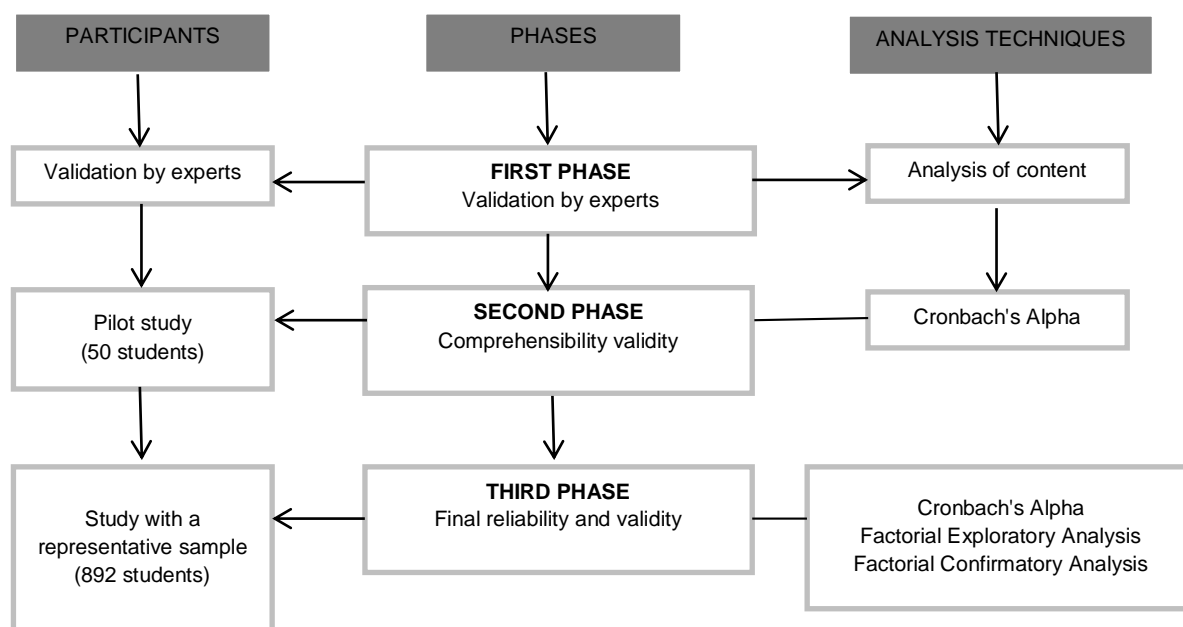 PARTICIPANTS
PHASES
ANALYSIS TECHNIQUES
Validation by experts
FIRST PHASE
Validation by experts
Analysis of content
Pilot study
(50 students)
SECOND PHASE
Comprehensibility validity
Cronbach's Alpha
Study with a
representative sample
(892 students)
THIRD PHASE
Final reliability and validity
Cronbach's Alpha
Factorial Exploratory Analysis
Factorial Confirmatory Analysis